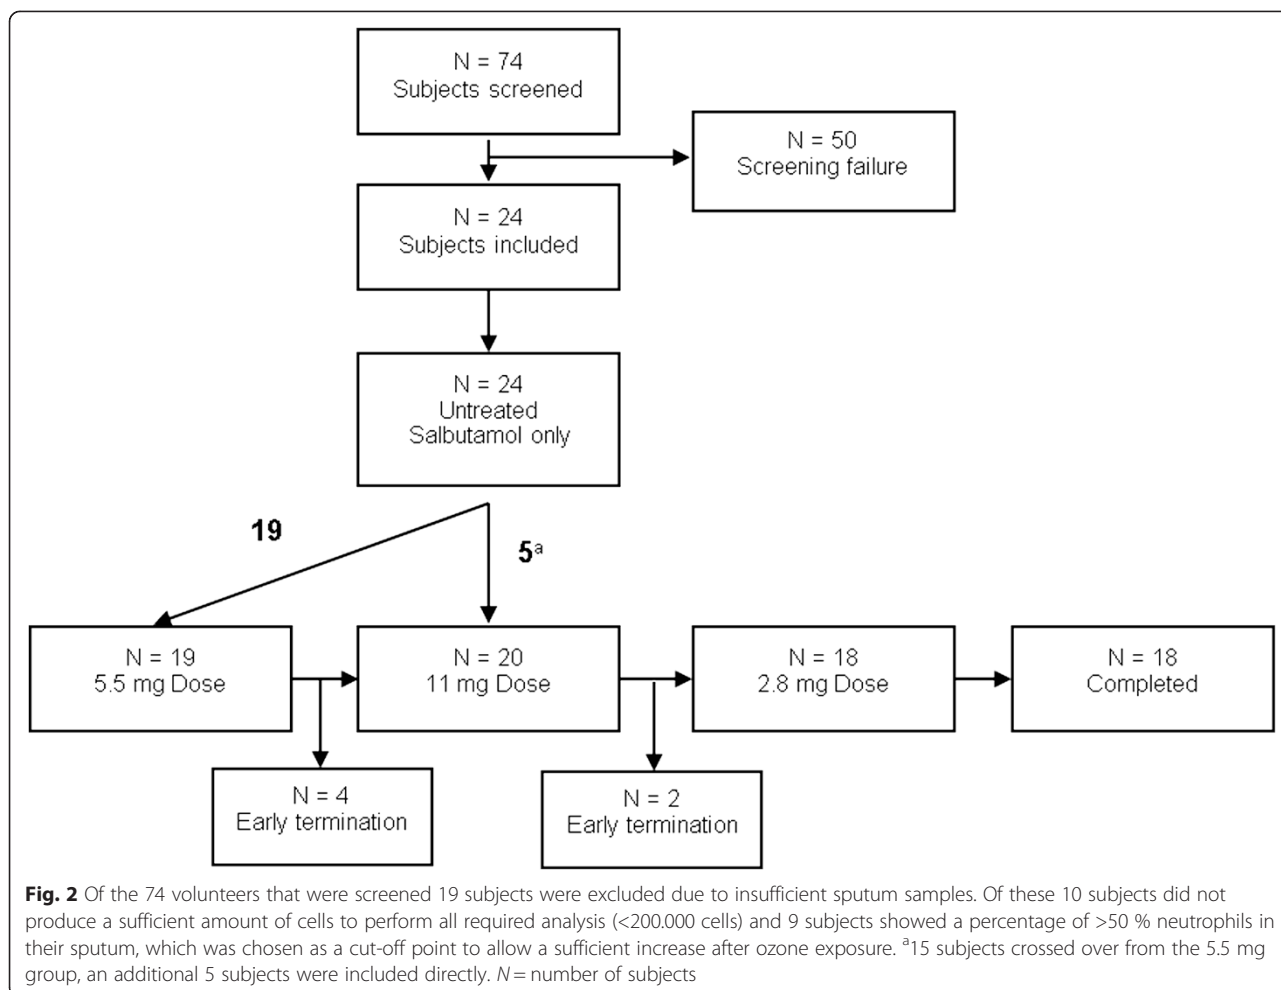 N = 74
Subjects screened
N = 50
Screening failure
N = 24
Subjects included
N = 24
Untreated
Salbutamol only
19
5ª
N = 19
5.5 mg Dose
N = 20
11 mg Dose
N = 18
2.8 mg Dose
N = 18
Completed
N = 4
Early termination
N = 2
Early termination
Fig. 2 Of the 74 volunteers that were screened 19 subjects were excluded due to insufficient sputum samples. Of these 10 subjects did not
produce a sufficient amount of cells to perform all required analysis (<200.000 cells) and 9 subjects showed a percentage of >50 % neutrophils in
their sputum, which was chosen as a cut-off point to allow a sufficient increase after ozone exposure. ª15 subjects crossed over from the 5.5 mg
group, an additional 5 subjects were included directly. N = number of subjects